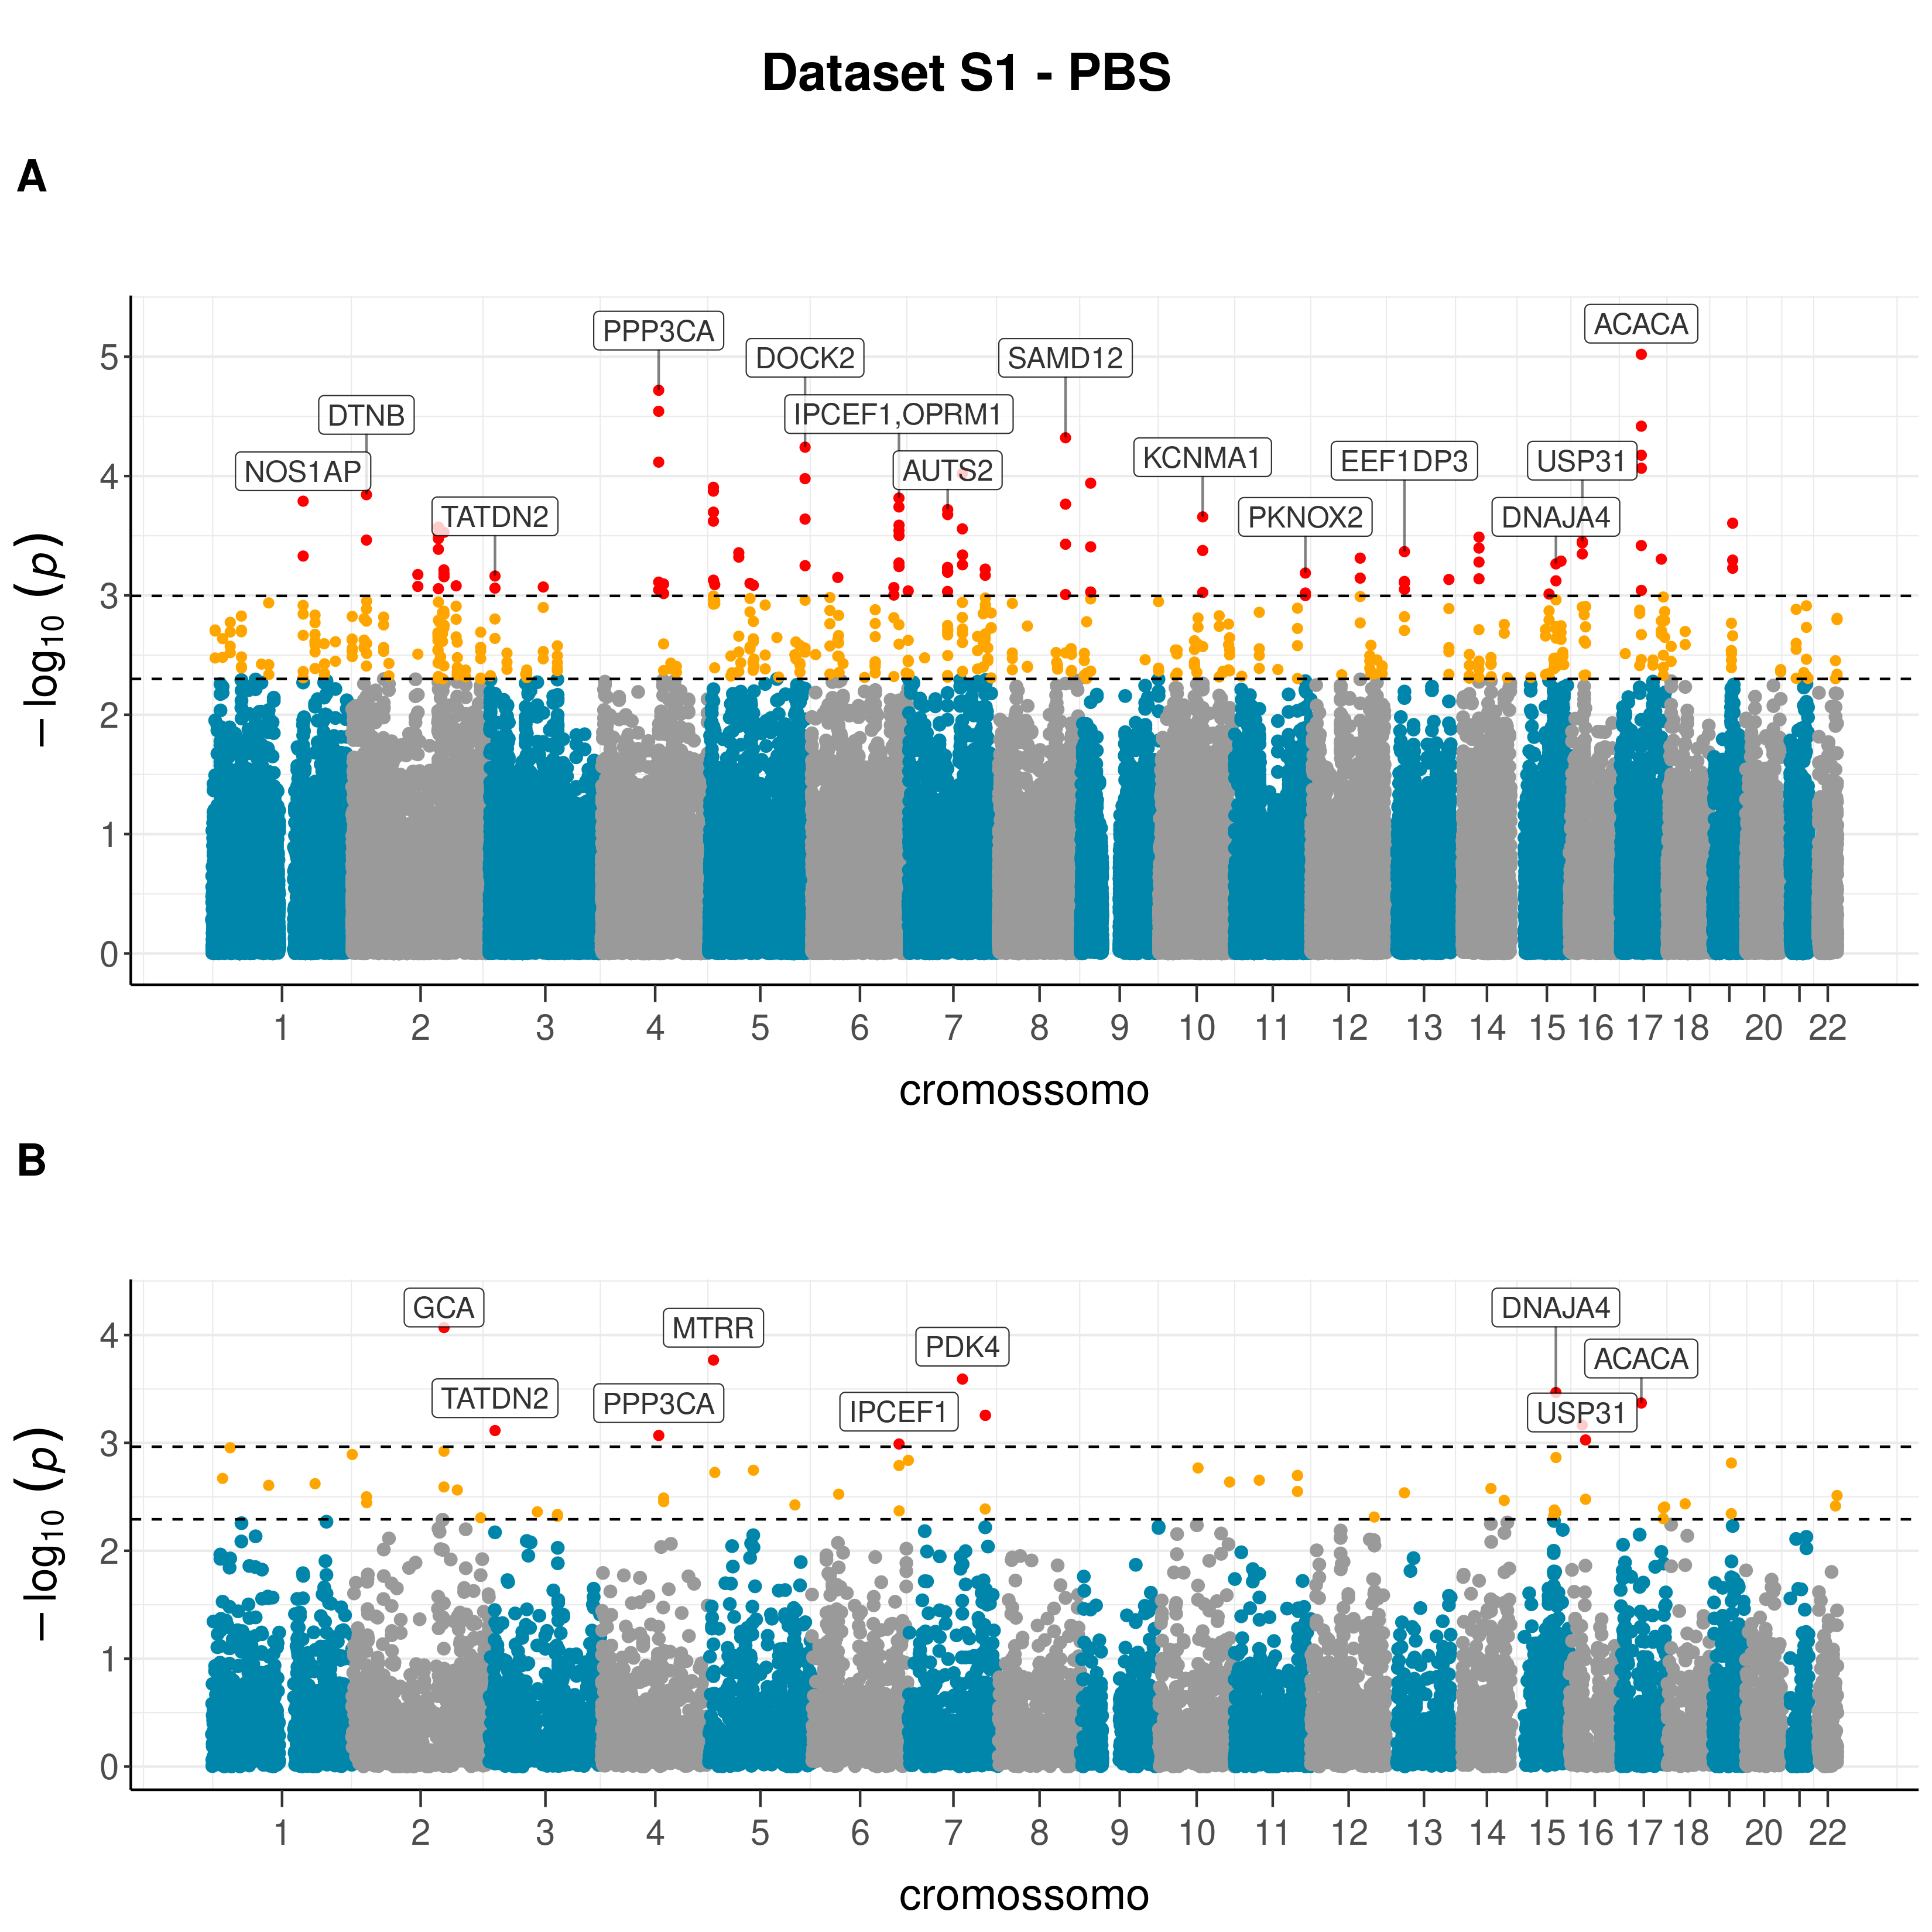 Dataset S1 - PBS
A
ACACA
PPP3CA
DOCK2
SAMD12
DTNB
IPCEF1,OPRM1
NOS1AP
AUTS2
KCNMA1
EEF1DP3
USP31
TATDN2
PKNOX2
DNAJA4
5
4
3
2
1
0
− log10 (p)
1 2 3 4 5 6 7 8 9 10 11 12 13 14 15 16 17 18 20 22
cromossomo
B
GCA
DNAJA4
MTRR
PDK4
ACACA
TATDN2
PPP3CA
IPCEF1
USP31
4
3
2
1
0
− log10 (p)
1 2 3 4 5 6 7 8 9 10 11 12 13 14 15 16 17 18 20 22
cromossomo